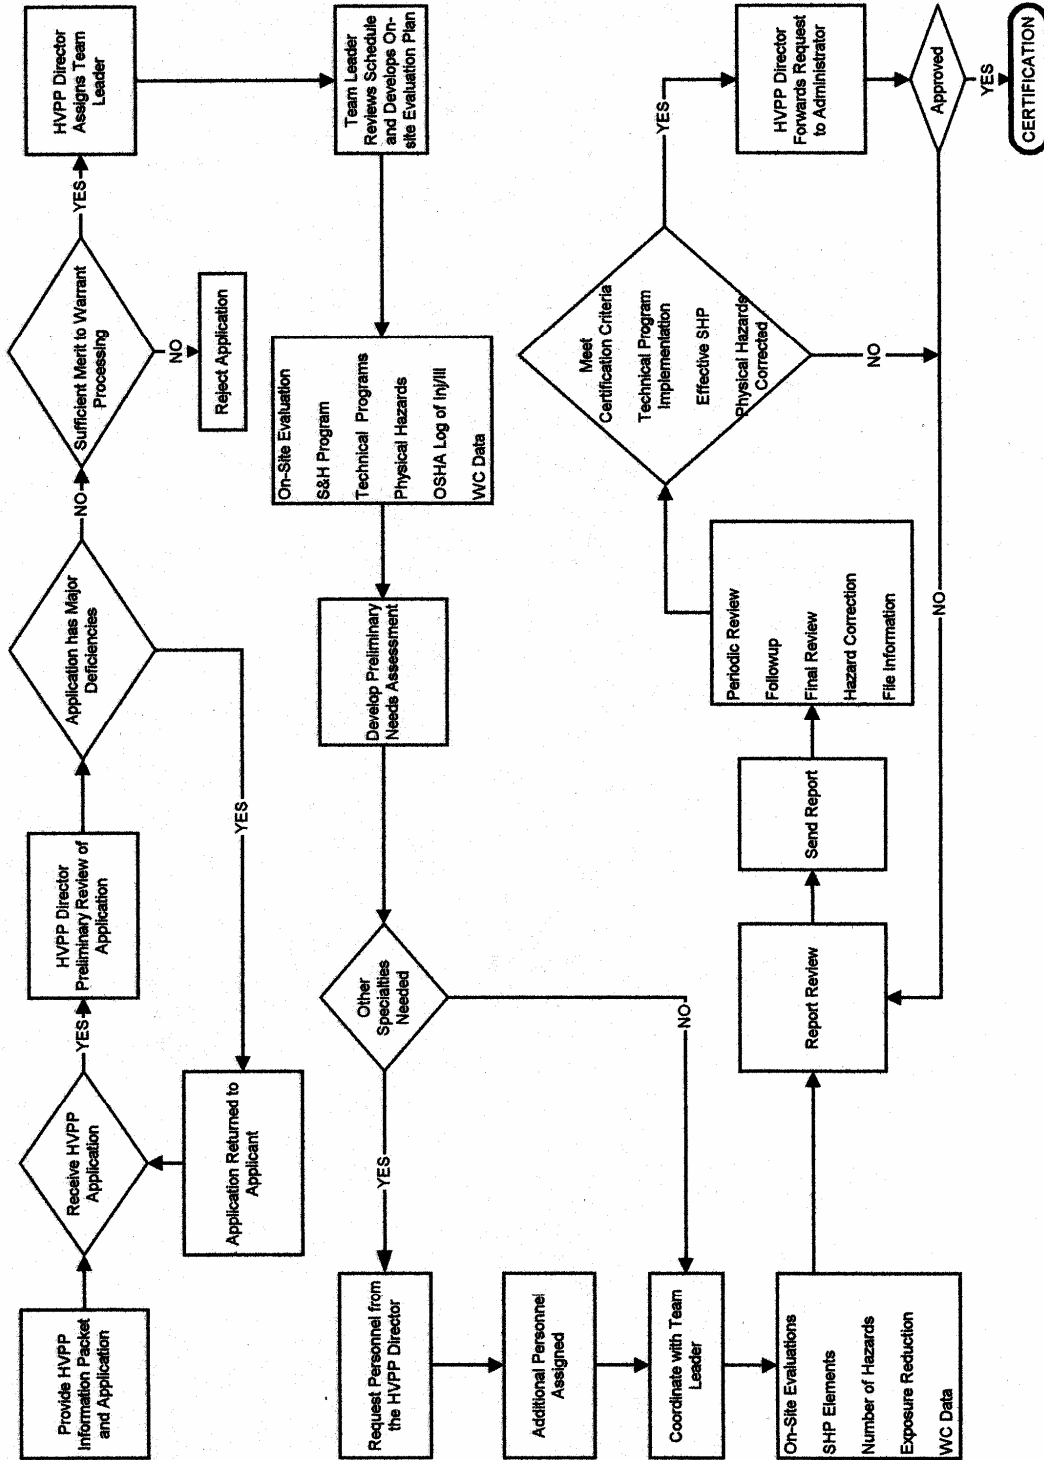 Provide HVPP
Information Packet
and Application
Receive HVPP
Application
YES
HVPP Director
Preliminary Review of
Application
Application has Major
Deficiencies
NO
Sufficient Merit to Warrant
Processing
YES
HVPP Director
Assigns Team
Leader
YES
Application Returned to
Applicant
NO
Reject Application
Team Leader
Reviews Schedule
and Develops On-
site Evaluation Plan
On-Site Evaluation
S&H Program
Technical Programs
Physical Hazards
OSHA Log of Inj/Ill
WC Data
Develop Preliminary
Needs Assessment
Other
Specialties
Needed
YES
NO
Request Personnel from
the HVPP Director
Additional Personnel
Assigned
Coordinate with Team
Leader
On-Site Evaluations
SHP Elements
Number of Hazards
Exposure Reduction
WC Data
Report Review
Send Report
Periodic Review
Followup
Final Review
Hazard Correction
File Information
Meet
Certification Criteria
Technical Program
Implementation
Effective SHP
Physical Hazards
Corrected
YES
NO
HVPP Director
Forwards Request
to Administrator
Approved
NO
YES
CERTIFICATION